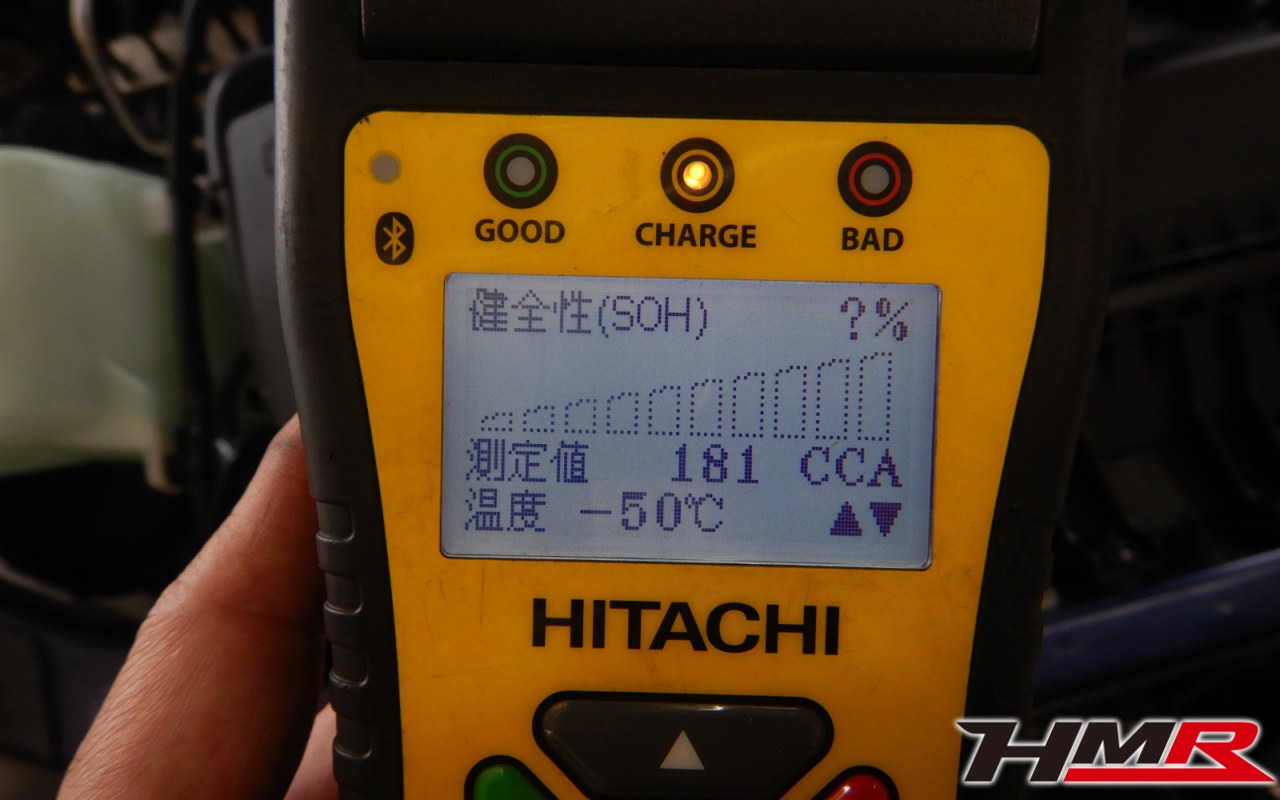 GOOD CHARGE BAD
健全性(SOH) ?%
測定値 181 CCA
温度 -50℃ ▲▼
HITACHI
HMR